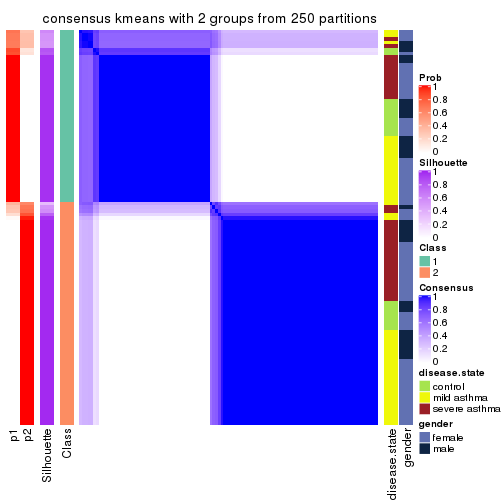 consensus kmeans with 2 groups from 250 partitions
Prob
1
0.8
0.6
0.4
0.2
0
Silhouette
1
0.8
0.6
0.4
0.2
0
Class
1
2
Consensus
1
0.8
0.6
0.4
0.2
0
disease.state
control
mild asthma
severe asthma
gender
female
male
p1
p2
Silhouette
Class
disease.state
gender